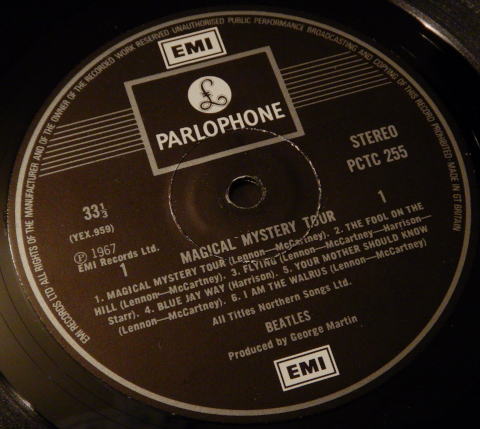 EMI RECORDS LTD ALL RIGHTS OF THE MANUFACTURER AND OF THE OWNER OF THE RECORDED WORK RESERVED UNAUTHORISED PUBLIC PERFORMANCE BROADCASTING AND COPYING OF THIS RECORD PROHIBITED MADE IN GT BRITAIN
EMI
£
PARLOPHONE
STEREO
PCTC 255
33⅓
(YEX.959)
℗ 1967
EMI Records Ltd.
1
1
MAGICAL MYSTERY TOUR
1. MAGICAL MYSTERY TOUR (Lennon—McCartney). 2. THE FOOL ON THE
HILL (Lennon—McCartney). 3. FLYING (Lennon—McCartney—Harrison—
Starr). 4. BLUE JAY WAY (Harrison). 5. YOUR MOTHER SHOULD KNOW
(Lennon—McCartney). 6. I AM THE WALRUS (Lennon—McCartney)
All Titles Northern Songs Ltd.
BEATLES
Produced by George Martin
EMI